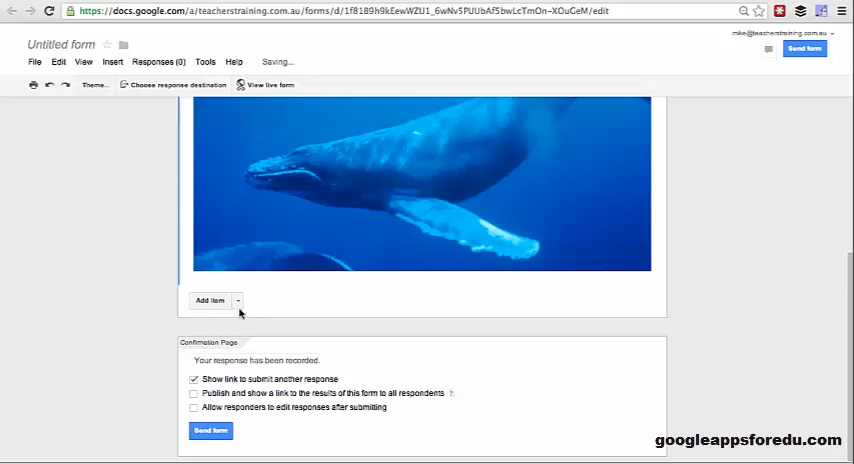 https://docs.google.com/a/teacherstraining.com.au/forms/d/1f81B9h9kEewWZU1_6wNv5PUUbAf5bwLcTmOn-XOuGeM/edit
mike@teacherstraining.com.au
Untitled form
Send form
File Edit View Insert Responses (0) Tools Help Saving...
Theme... Choose response destination View live form
Add item
Confirmation Page
Your response has been recorded.
Show link to submit another response
Publish and show a link to the results of this form to all respondents ?
Allow responders to edit responses after submitting
Send form
googleappsforedu.com